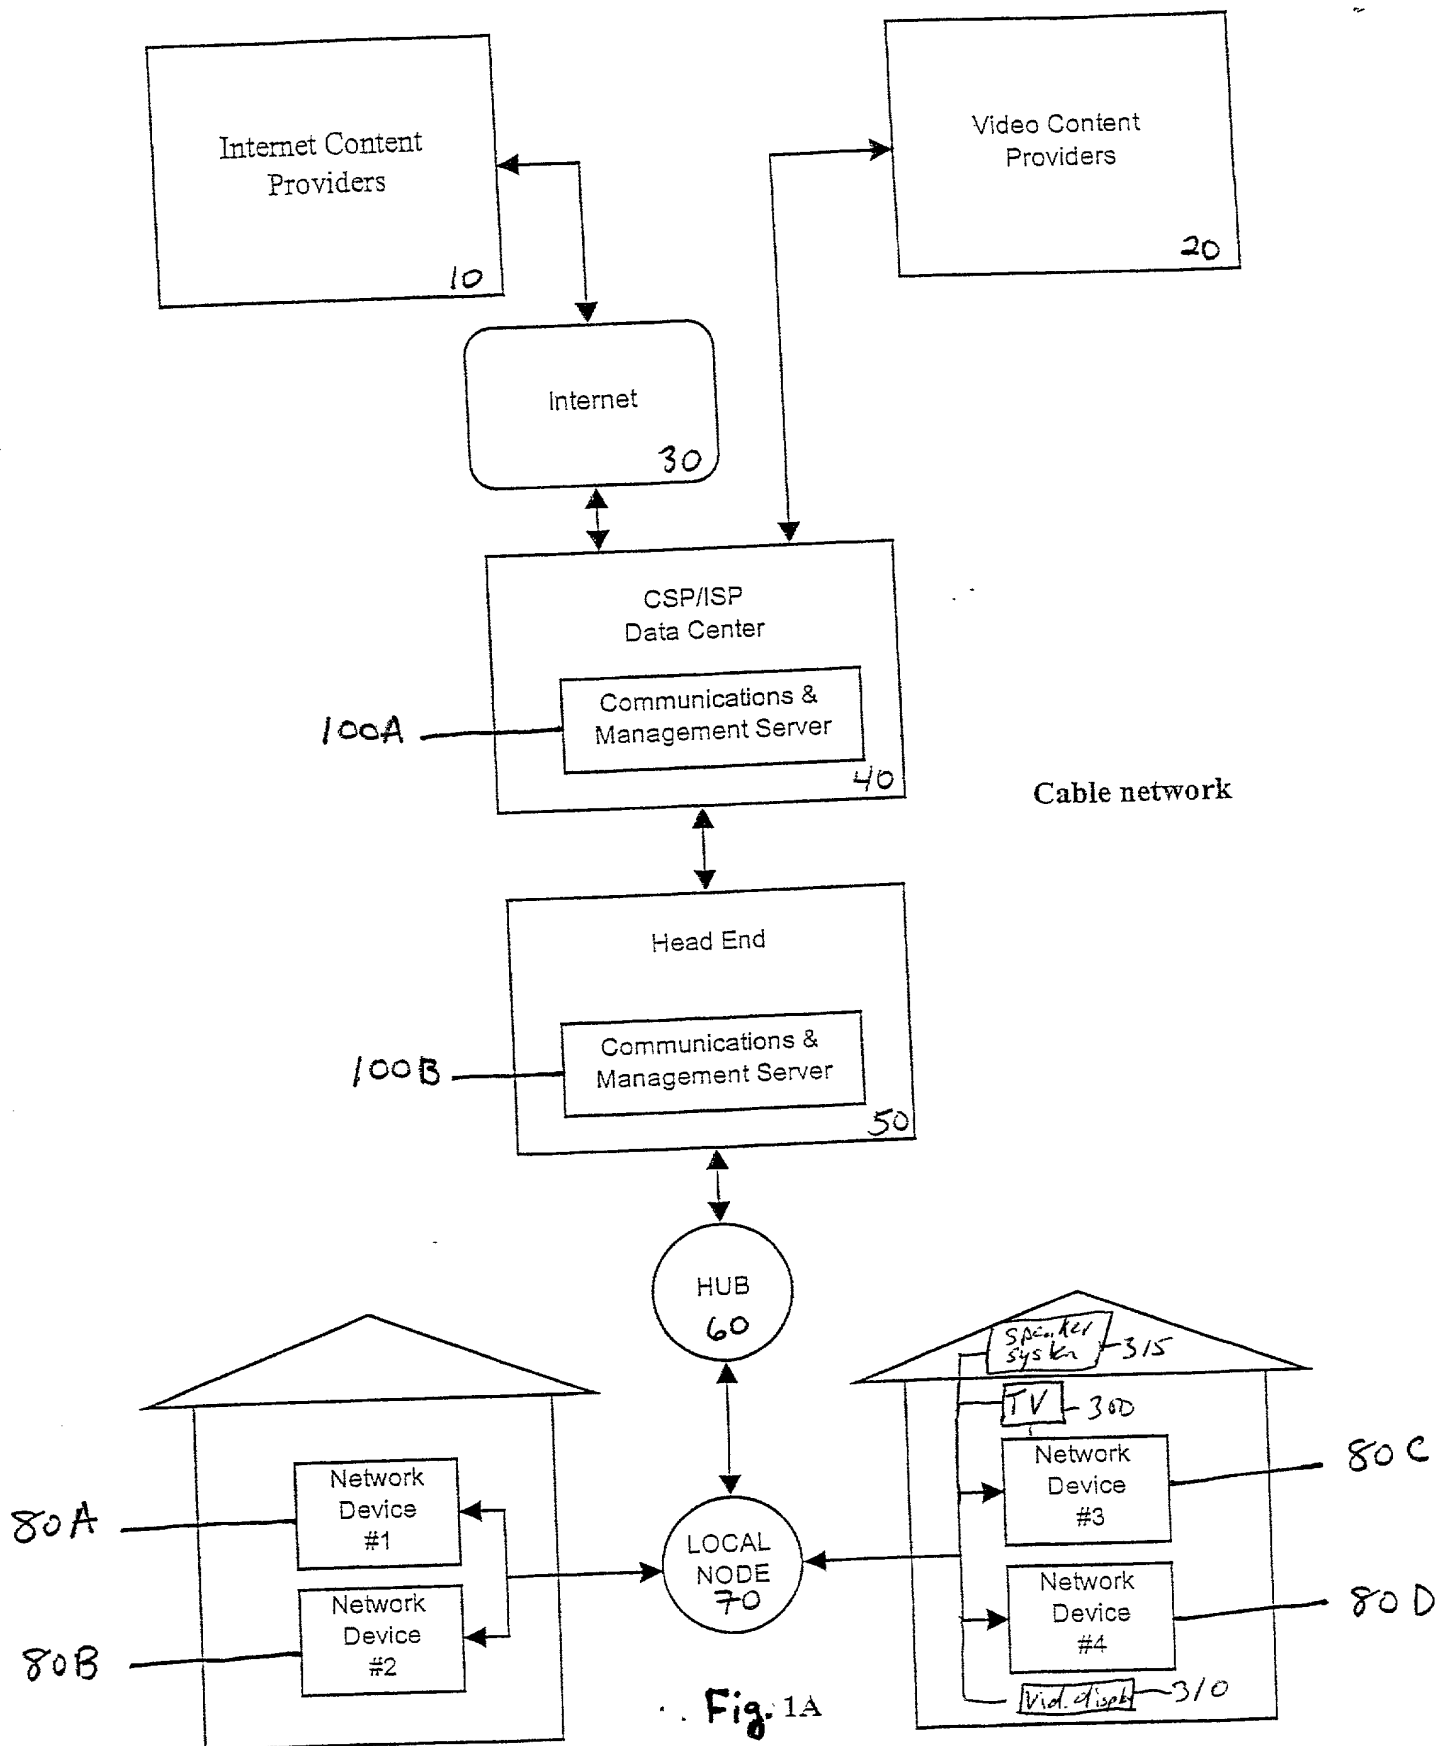 Internet Content
Providers
10
Video Content
Providers
20
Internet
30
CSP/ISP
Data Center
Communications &
Management Server
100A
40
Cable network
Head End
Communications &
Management Server
100B
50
HUB
60
speaker
system
315
TV
300
Network
Device
#1
80A
Network
Device
#2
80B
LOCAL
NODE
70
Network
Device
#3
80C
Network
Device
#4
80D
Vid.
310
Fig. 1A